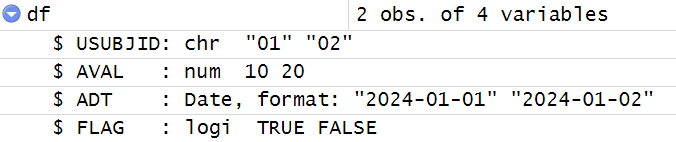 df 2 obs. of 4 variables
$ USUBJID: chr "01" "02"
$ AVAL : num 10 20
$ ADT : Date, format: "2024-01-01" "2024-01-02"
$ FLAG : logi TRUE FALSE